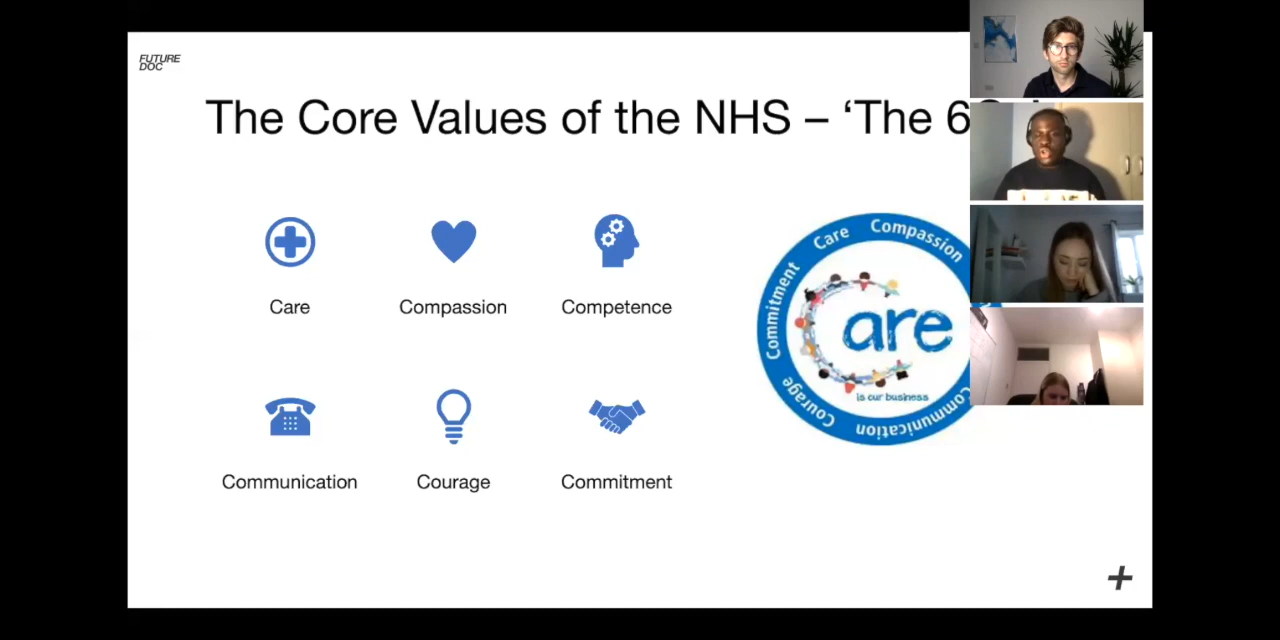 FUTURE
DOC
The Core Values of the NHS – ‘The 6
Care
Compassion
Competence
Communication
Courage
Commitment
Commitment Care Compassion
are
is our business
Courage Communication